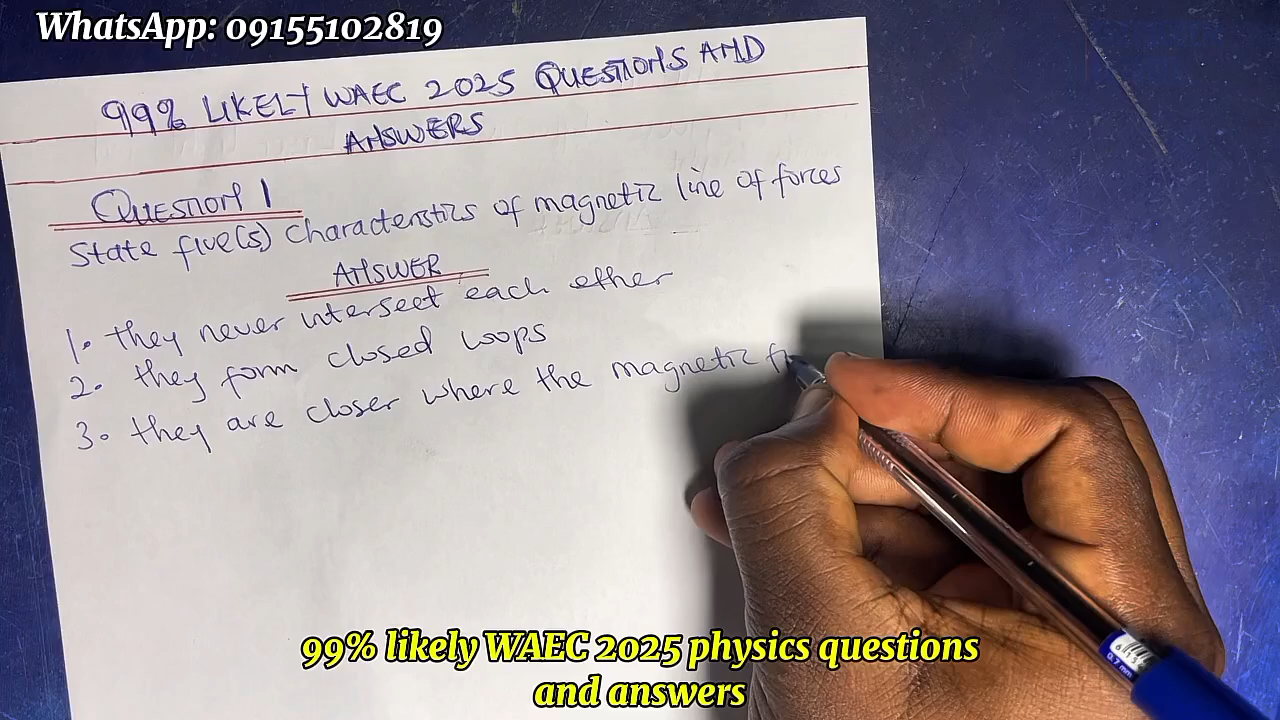 WhatsApp: 09155102819
99% LIKELY WAEC 2025 QUESTIONS AND
ANSWERS
QUESTION 1
State five(5) characteristics of magnetic line of forces
ANSWER
1. they never interseet each other
2. they form closed loops
3. they are closer where the magnetic
99% likely WAEC 2025 physics questions
and answers